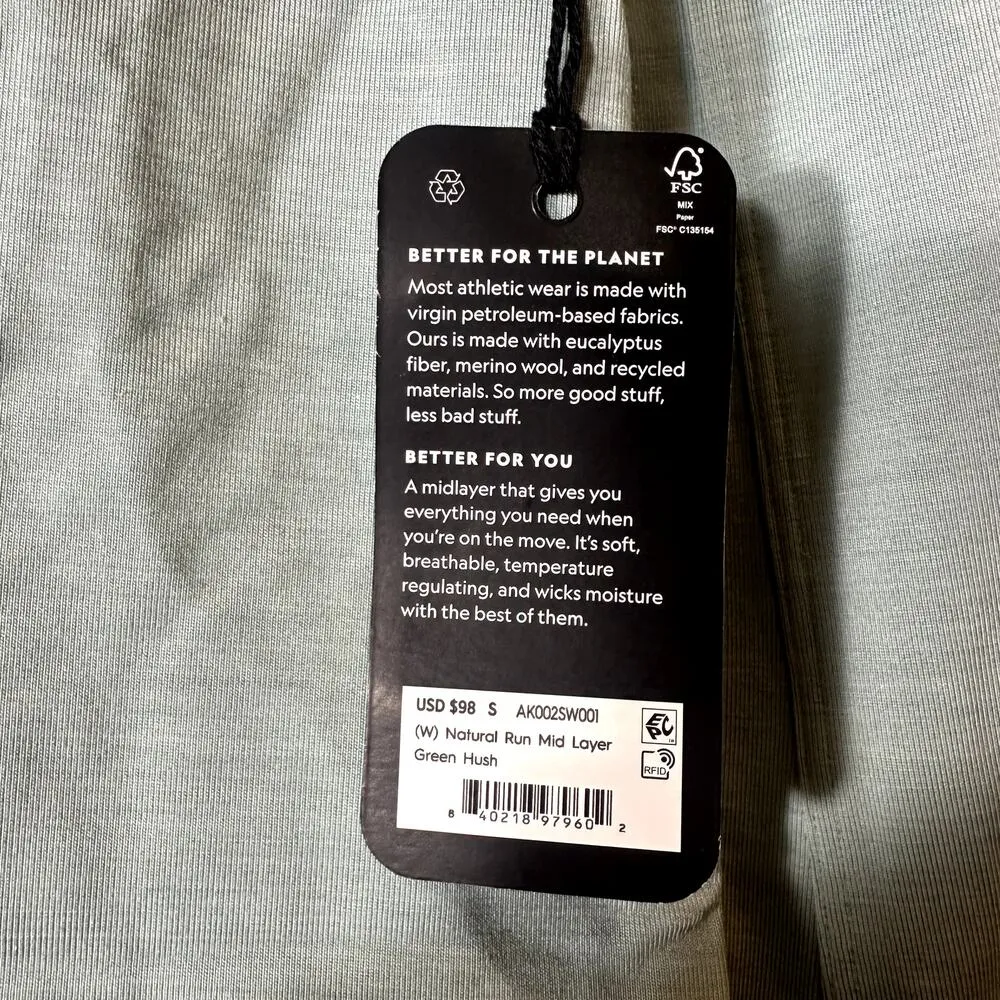 FSC
MIX
Paper
FSC® C135154
BETTER FOR THE PLANET
Most athletic wear is made with
virgin petroleum-based fabrics.
Ours is made with eucalyptus
fiber, merino wool, and recycled
materials. So more good stuff,
less bad stuff.
BETTER FOR YOU
A midlayer that gives you
everything you need when
you're on the move. It's soft,
breathable, temperature
regulating, and wicks moisture
with the best of them.
USD $98 S AK002SW001
(W) Natural Run Mid Layer
Green Hush
EPC
RFID
8 40218 97960 2